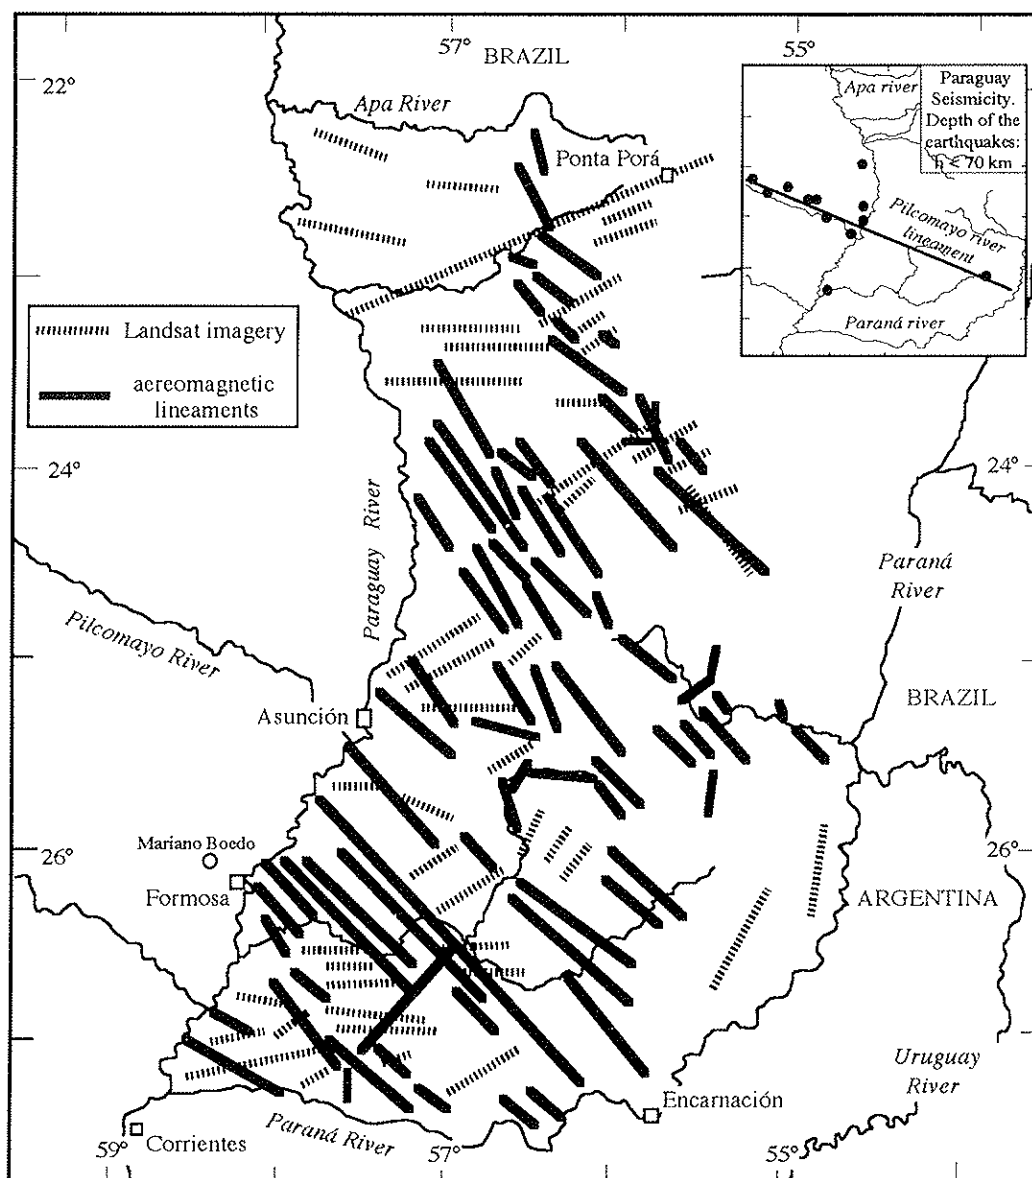 57°
55°
BRAZIL
22°
Apa River
Ponta Porá
Paraguay
Seismicity.
Depth of the
earthquakes:
h < 70 km
Apa river
Pilcomayo river
lineament
Paraná river
Landsat imagery
aereomagnetic
lineaments
24°
24°
Paraguay River
Paraná
River
Pilcomayo River
BRAZIL
Asunción
Mariano Boedo
26°
26°
Formosa
ARGENTINA
Uruguay
River
Encarnación
Paraná River
Corrientes
59°
57°
55°